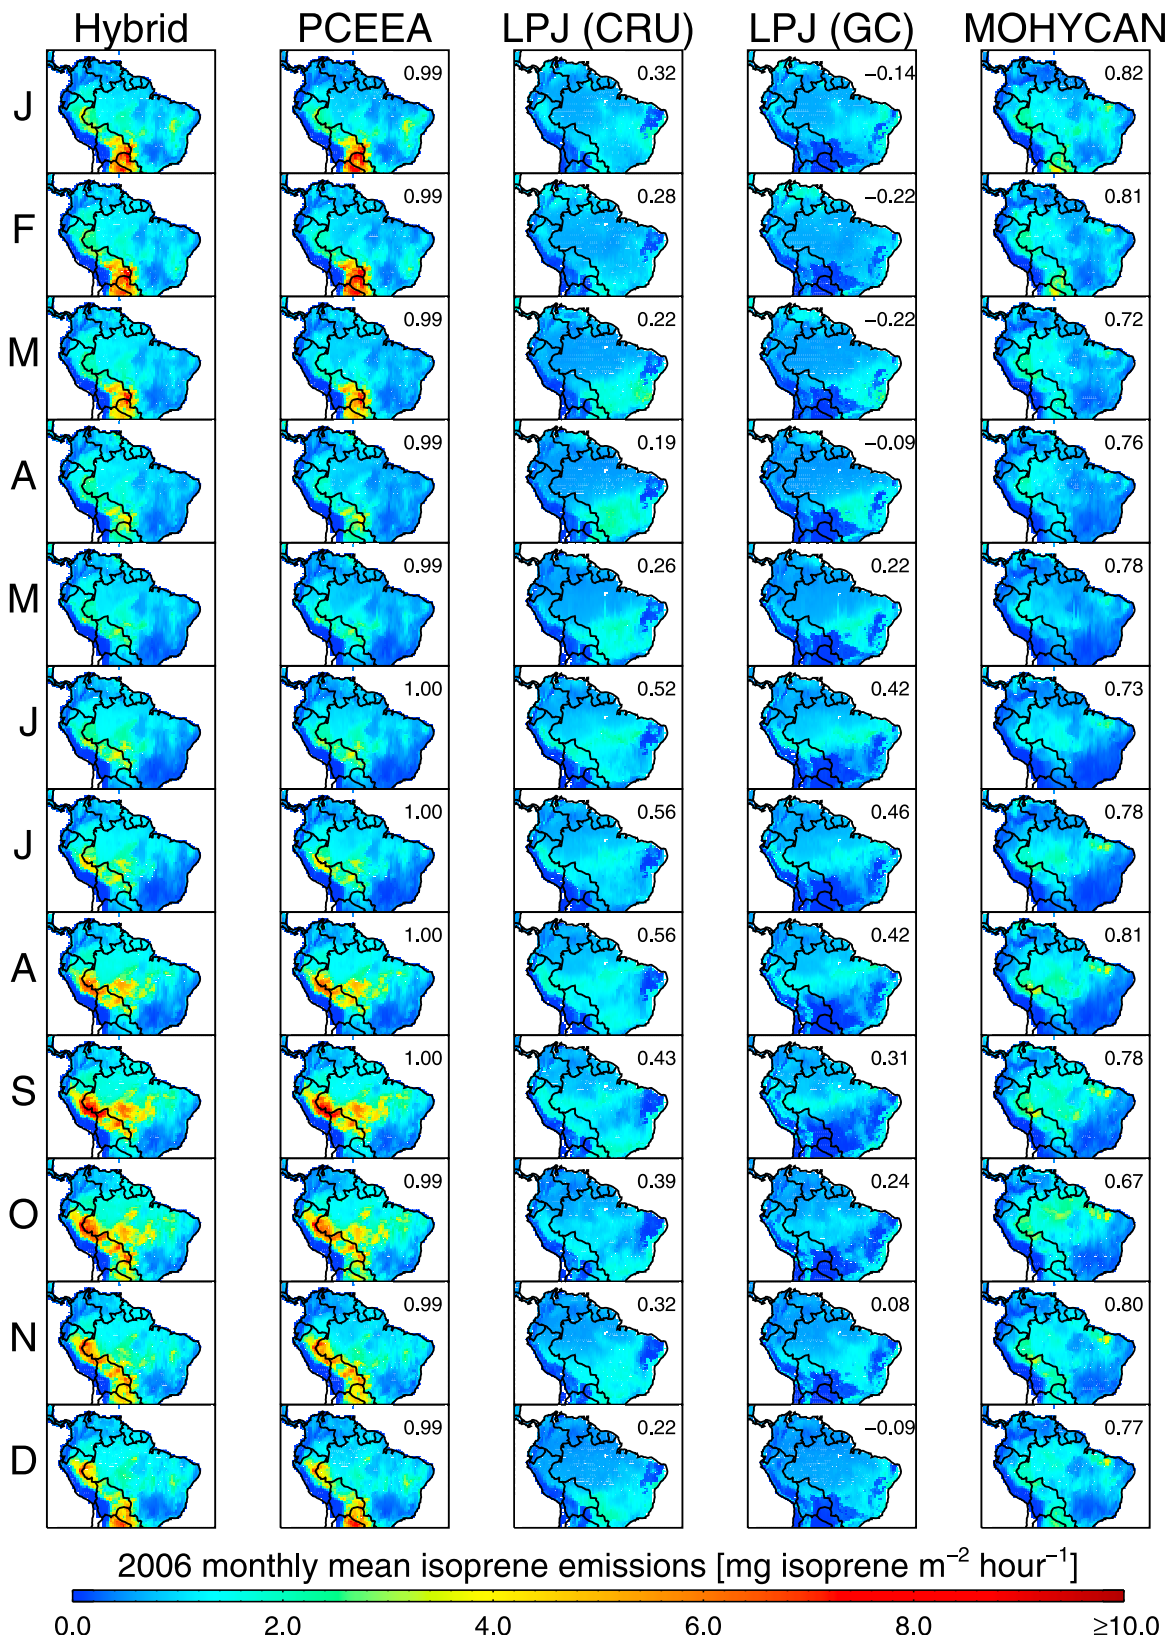 Hybrid PCEEA LPJ (CRU) LPJ (GC) MOHYCAN
J 0.99 0.32 −0.14 0.82
F 0.99 0.28 −0.22 0.81
M 0.99 0.22 −0.22 0.72
A 0.99 0.19 −0.09 0.76
M 0.99 0.26 0.22 0.78
J 1.00 0.52 0.42 0.73
J 1.00 0.56 0.46 0.78
A 1.00 0.56 0.42 0.81
S 1.00 0.43 0.31 0.78
O 0.99 0.39 0.24 0.67
N 0.99 0.32 0.08 0.80
D 0.99 0.22 −0.09 0.77
2006 monthly mean isoprene emissions [mg isoprene m⁻² hour⁻¹]
0.0 2.0 4.0 6.0 8.0 ≥10.0